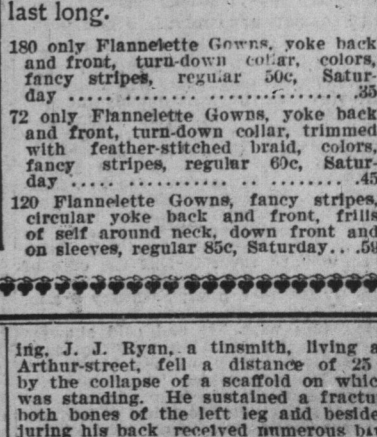 last long.
180 only Flannelette Gowns, yoke back
and front, turn-down collar, colors,
fancy stripes, regular 50c, Satur-
day .................................35
72 only Flannelette Gowns, yoke back
and front, turn-down collar, trimmed
with feather-stitched braid, colors,
fancy stripes, regular 60c, Satur-
day .................................45
120 Flannelette Gowns, fancy stripes,
circular yoke back and front, frills
of self around neck, down front and
on sleeves, regular 85c, Saturday.. .59
ing, J. J. Ryan, a tinsmith, living a
Arthur-street, fell a distance of 25
by the collapse of a scaffold on whic
was standing. He sustained a fractu
both bones of the left leg and beside
his back received numerous